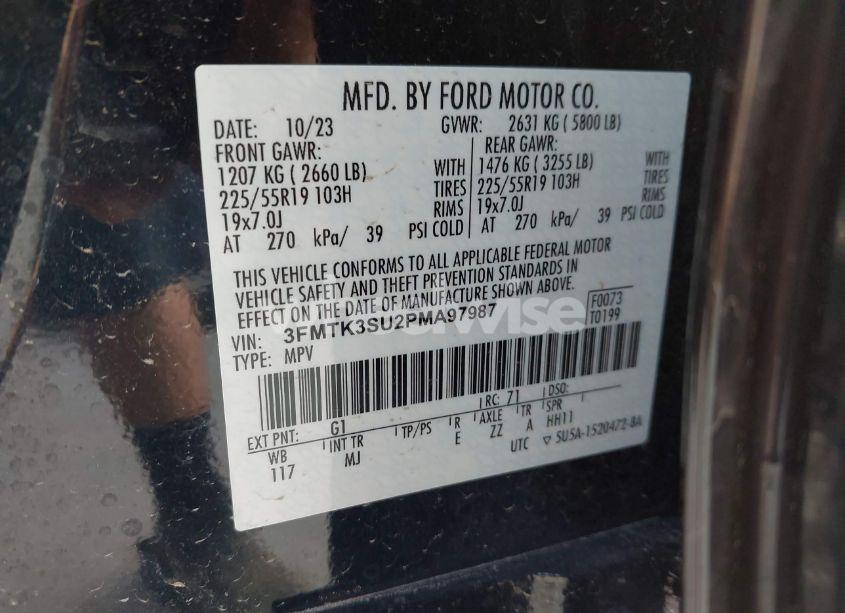 MFD. BY FORD MOTOR CO.
DATE: 10/23 GVWR: 2631 KG ( 5800 LB)
FRONT GAWR: REAR GAWR:
1207 KG ( 2660 LB) WITH 1476 KG ( 3255 LB) WITH
225/55R19 103H TIRES 225/55R19 103H TIRES
19x7.0J RIMS 19x7.0J RIMS
AT 270 kPa/ 39 PSI COLD AT 270 kPa/ 39 PSI COLD
THIS VEHICLE CONFORMS TO ALL APPLICABLE FEDERAL MOTOR
VEHICLE SAFETY AND THEFT PREVENTION STANDARDS IN
EFFECT ON THE DATE OF MANUFACTURE SHOWN ABOVE.
VIN: 3FMTK3SU2PMA97987 F0073
TYPE: MPV T0199
EXT PNT: G1 RC: 71 DSO:
WB INT TR TP/PS R AXLE TR SPR
117 MJ E ZZ A HH11
UTC ▽ 5U5A-1520472-BA